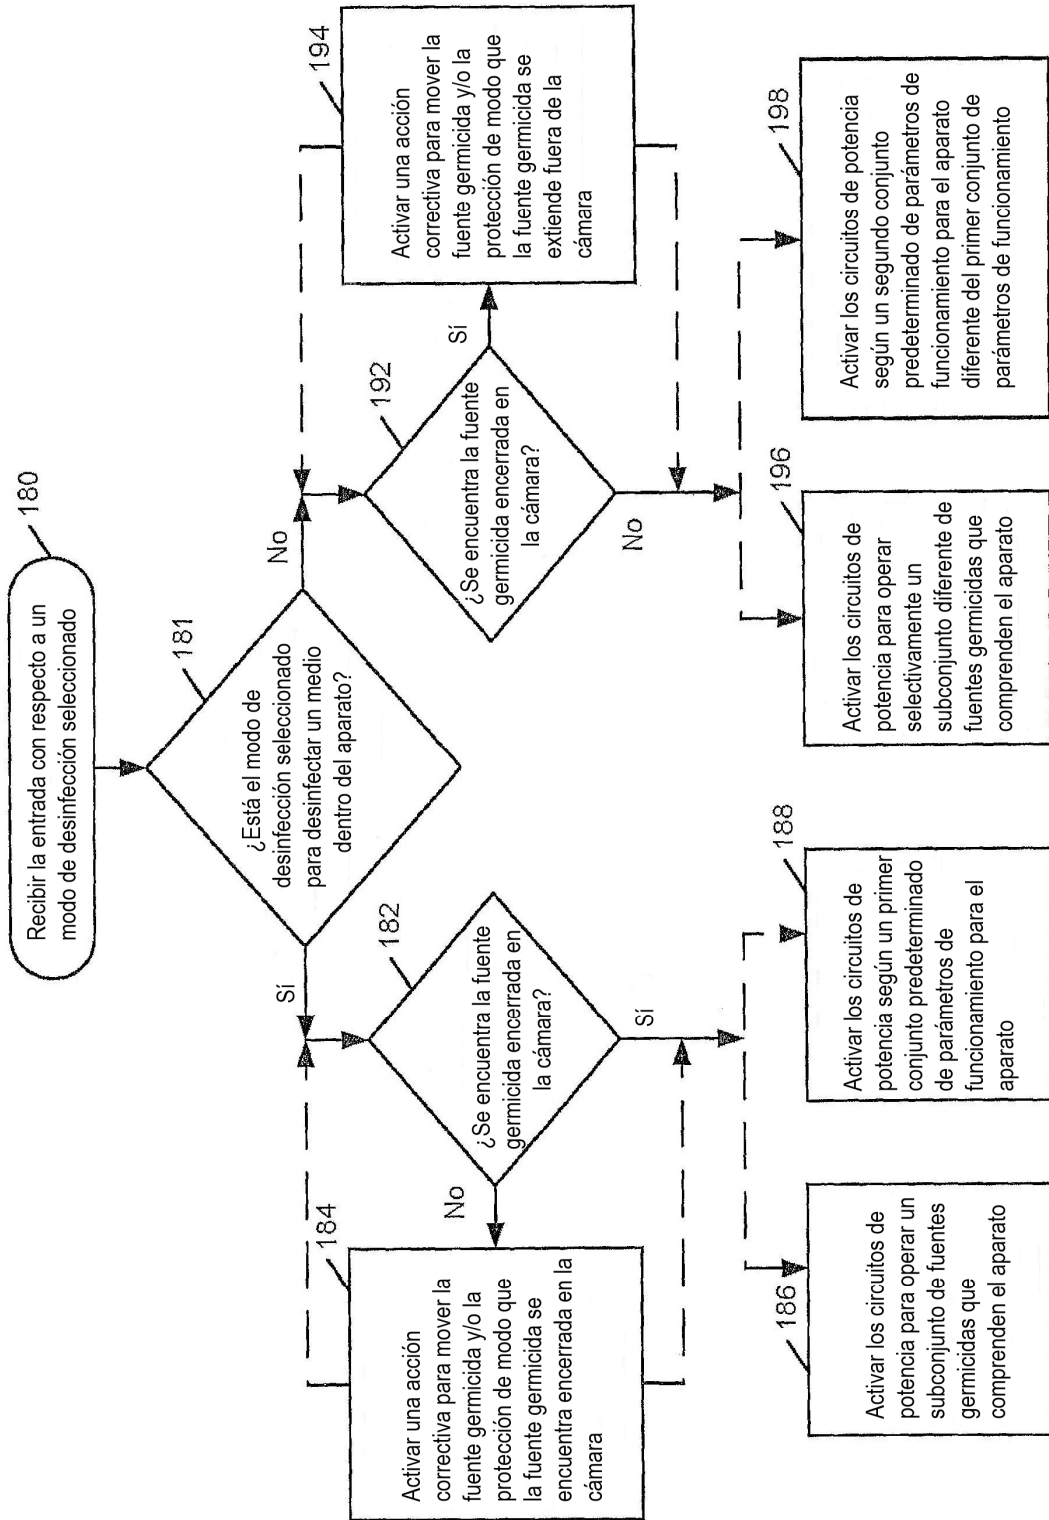 180
Recibir la entrada con respecto a un
modo de desinfección seleccionado
181
¿Está el modo de
desinfección seleccionado
para desinfectar un medio
dentro del aparato?
Sí
No
182
¿Se encuentra la fuente
germicida encerrada en
la cámara?
No
Sí
184
Activar una acción
correctiva para mover la
fuente germicida y/o la
protección de modo que
la fuente germicida se
encuentra encerrada en la
cámara
186
Activar los circuitos de
potencia para operar un
subconjunto de fuentes
germicidas que
comprenden el aparato
188
Activar los circuitos de
potencia según un primer
conjunto predeterminado
de parámetros de
funcionamiento para el
aparato
192
¿Se encuentra la fuente
germicida encerrada en
la cámara?
Sí
No
194
Activar una acción
correctiva para mover la
fuente germicida y/o la
protección de modo que
la fuente germicida se
extiende fuera de la
cámara
196
Activar los circuitos de
potencia para operar
selectivamente un
subconjunto diferente de
fuentes germicidas que
comprenden el aparato
198
Activar los circuitos de potencia
según un segundo conjunto
predeterminado de parámetros de
funcionamiento para el aparato
diferente del primer conjunto de
parámetros de funcionamiento